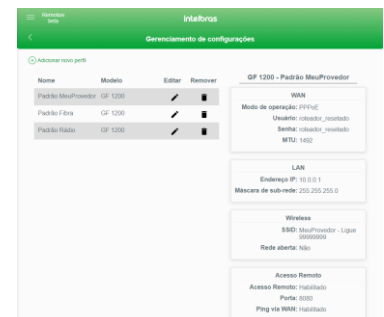 Remotize
beta
intelbras
Gerenciamento de configurações
Adicionar novo perfil
Nome Modelo Editar Remover
Padrão MeuProvedor GF 1200
Padrão Fibra GF 1200
Padrão Rádio GF 1200
GF 1200 - Padrão MeuProvedor
WAN
Modo de operação: PPPoE
Usuário: roteador_resetado
Senha: roteador_resetado
MTU: 1492
LAN
Endereço IP: 10.0.0.1
Máscara de sub-rede: 255.255.255.0
Wireless
SSID: MeuProvedor - Ligue
99999999
Rede aberta: Não
Acesso Remoto
Acesso Remoto: Habilitado
Porta: 8080
Ping via WAN: Habilitado